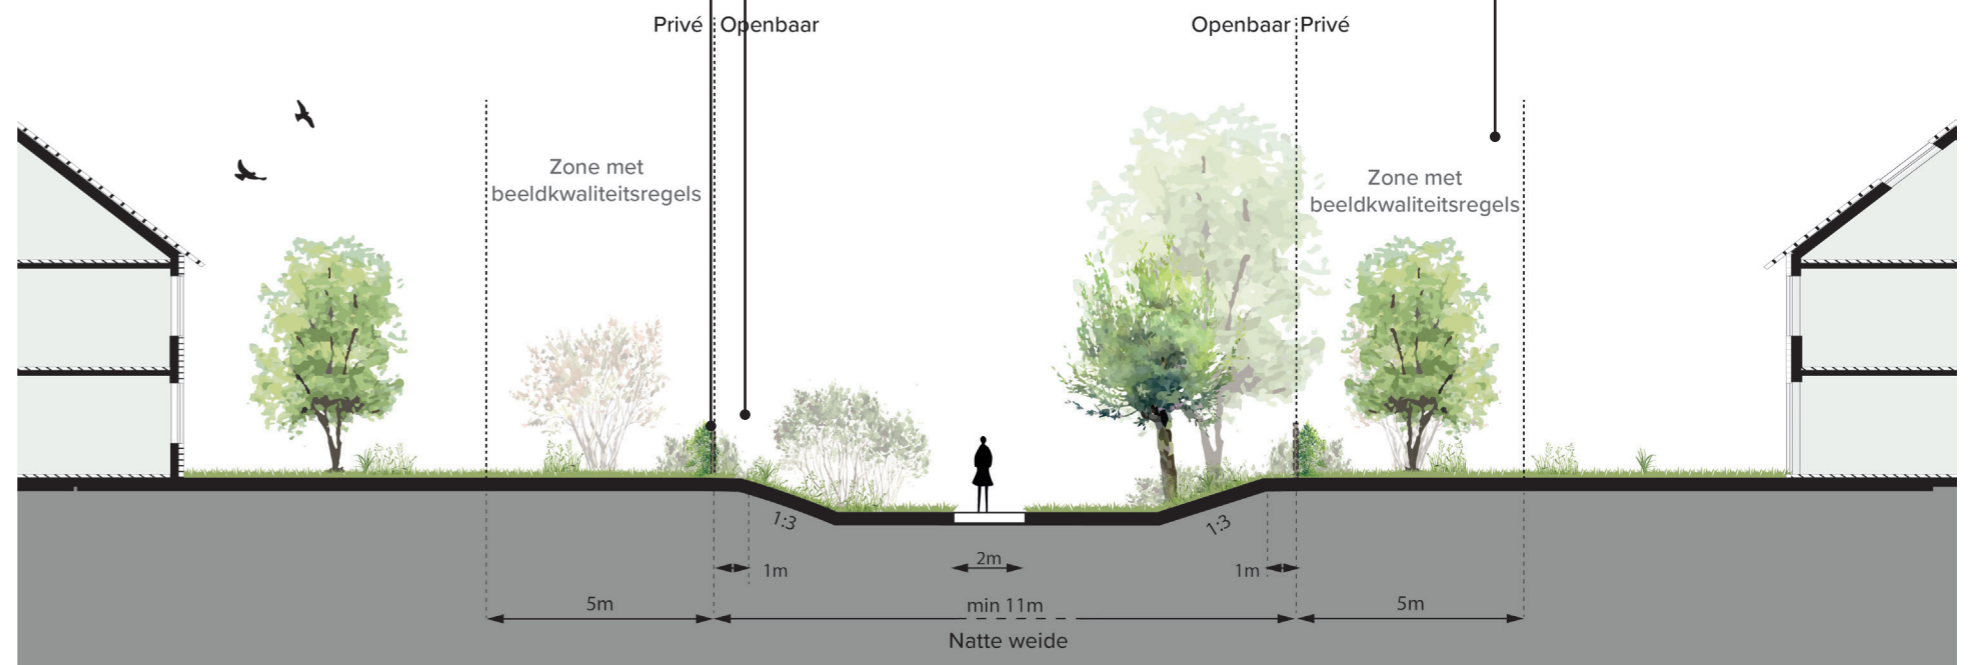 Privé Openbaar
Openbaar Privé
Zone met
beeldkwaliteitsregels
Zone met
beeldkwaliteitsregels
1:3
1:3
1m
2m
1m
5m
min 11m
5m
Natte weide